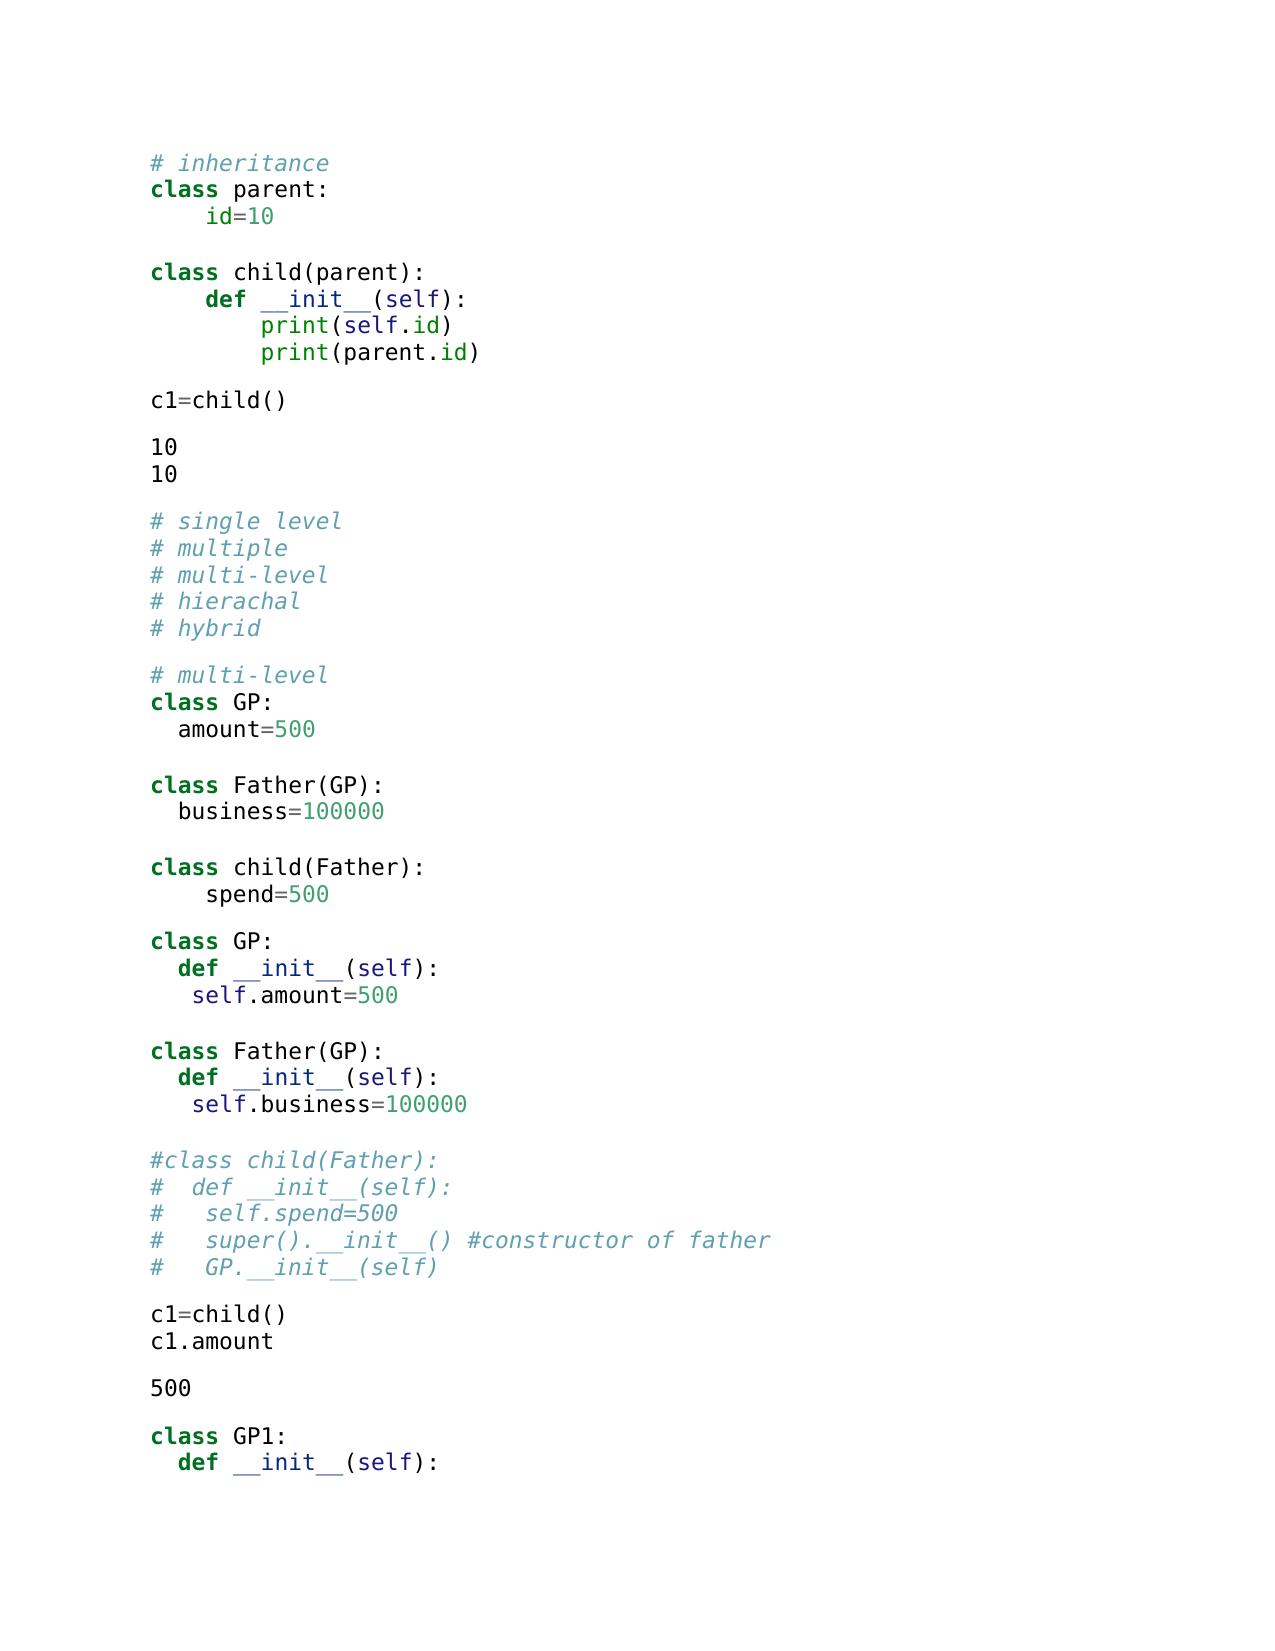 # inheritance
class parent:
    id=10
class child(parent):
    def __init__(self):
        print(self.id)
        print(parent.id)
c1=child()
10
10
# single level
# multiple
# multi-level
# hierachal
# hybrid
# multi-level
class GP:
  amount=500
class Father(GP):
  business=100000
class child(Father):
    spend=500
class GP:
  def __init__(self):
   self.amount=500
class Father(GP):
  def __init__(self):
   self.business=100000
#class child(Father):
#  def __init__(self):
#   self.spend=500
#   super().__init__() #constructor of father
#   GP.__init__(self)
c1=child()
c1.amount
500
class GP1:
  def __init__(self):